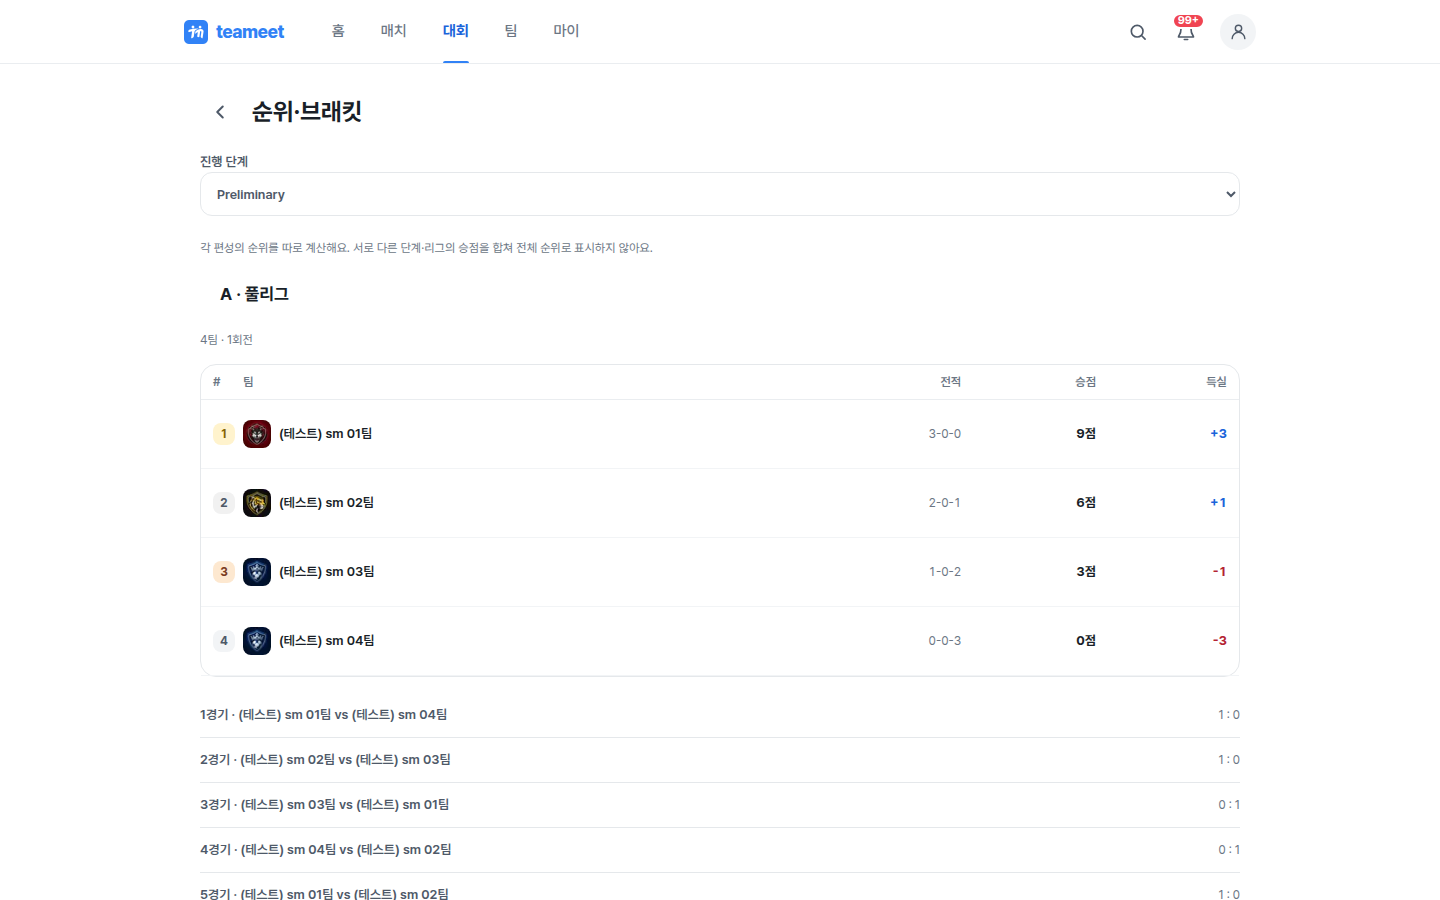 teameet 홈 매치 대회 팀 마이 99+
순위·브래킷
진행 단계
Preliminary
각 편성의 순위를 따로 계산해요. 서로 다른 단계·리그의 승점을 합쳐 전체 순위로 표시하지 않아요.
A · 풀리그
4팀 · 1회전
# 팀 전적 승점 득실
1 (테스트) sm 01팀 3-0-0 9점 +3
2 (테스트) sm 02팀 2-0-1 6점 +1
3 (테스트) sm 03팀 1-0-2 3점 -1
4 (테스트) sm 04팀 0-0-3 0점 -3
1경기 · (테스트) sm 01팀 vs (테스트) sm 04팀 1 : 0
2경기 · (테스트) sm 02팀 vs (테스트) sm 03팀 1 : 0
3경기 · (테스트) sm 03팀 vs (테스트) sm 01팀 0 : 1
4경기 · (테스트) sm 04팀 vs (테스트) sm 02팀 0 : 1
5경기 · (테스트) sm 01팀 vs (테스트) sm 02팀 1 : 0